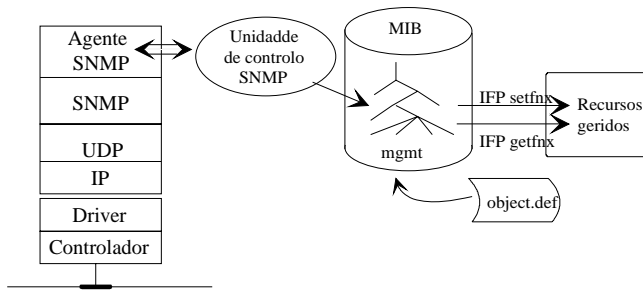 Agente
SNMP
SNMP
UDP
IP
Driver
Controlador
Unidadde
de controlo
SNMP
MIB
mgmt
IFP setfnx
IFP getfnx
Recursos
geridos
object.def